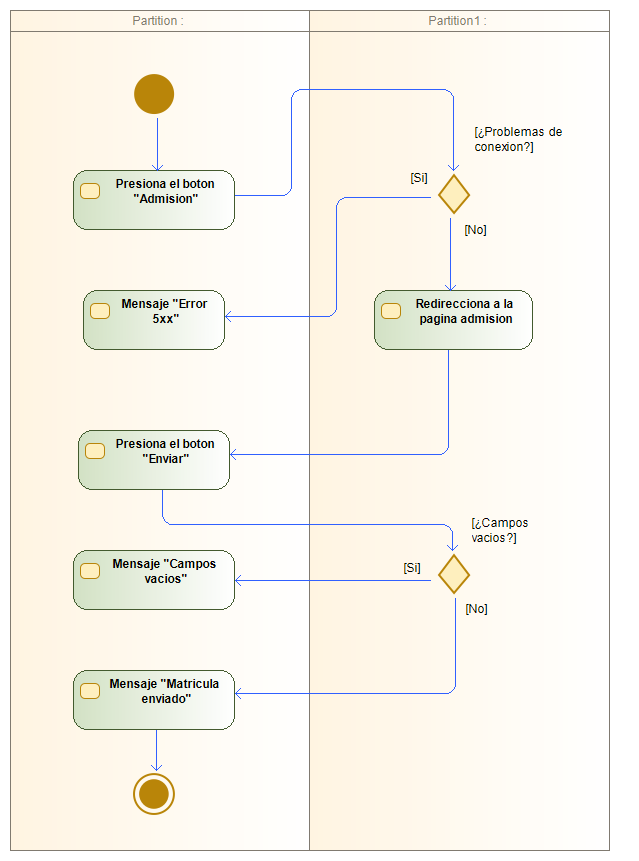 Partition :
Partition1 :
[¿Problemas de
conexion?]
Presiona el boton
"Admision"
[Si]
[No]
Mensaje "Error
5xx"
Redirecciona a la
pagina admision
Presiona el boton
"Enviar"
[¿Campos
vacios?]
Mensaje "Campos
vacios"
[Si]
[No]
Mensaje "Matricula
enviado"